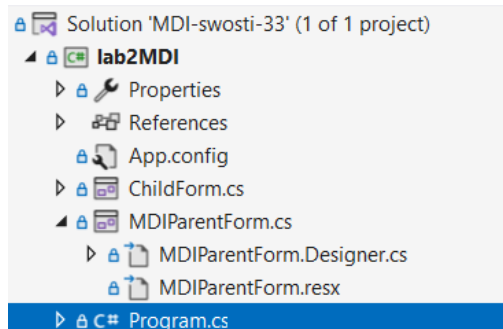 Solution 'MDI-swosti-33' (1 of 1 project)
C# lab2MDI
Properties
References
App.config
ChildForm.cs
MDIParentForm.cs
MDIParentForm.Designer.cs
MDIParentForm.resx
C# Program.cs